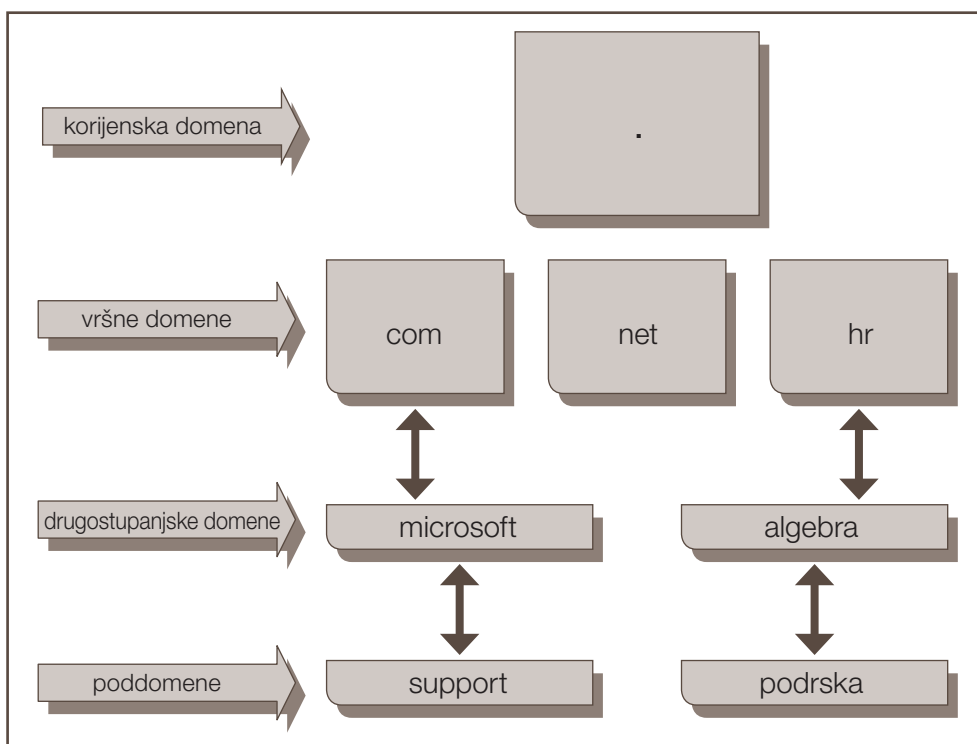 korijenska domena
.
vršne domene
com
net
hr
drugostupanjske domene
microsoft
algebra
poddomene
support
podrska